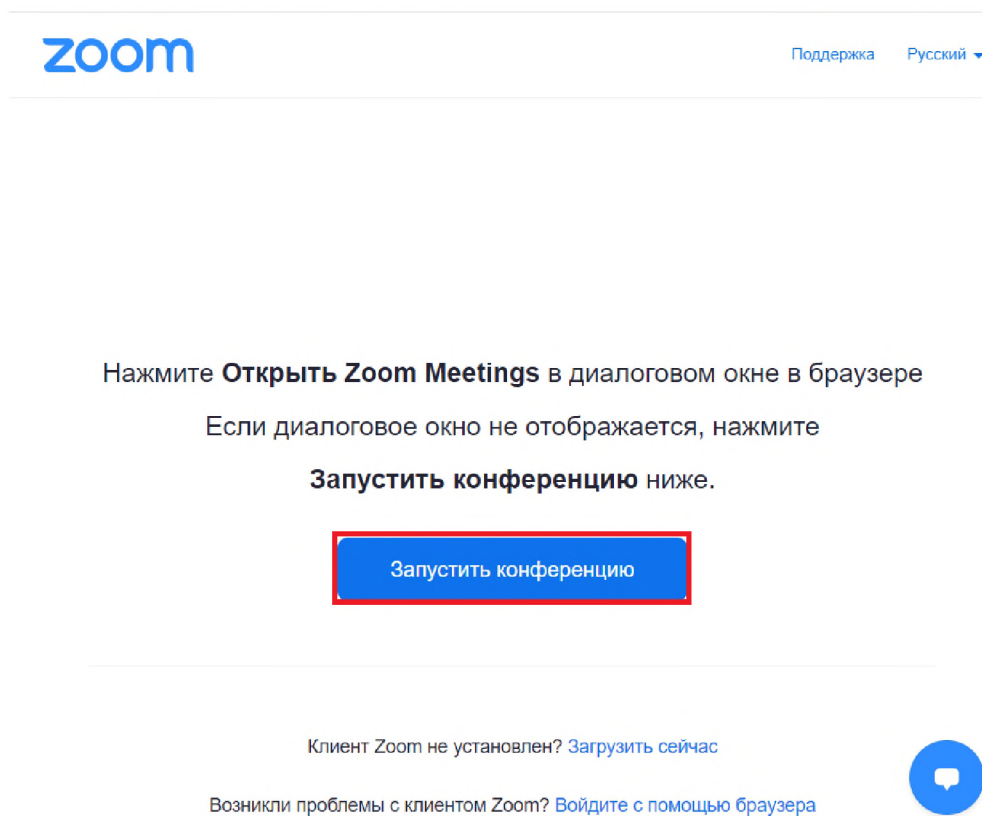 zoom
Поддержка Русский
Нажмите Открыть Zoom Meetings в диалоговом окне в браузере
Если диалоговое окно не отображается, нажмите
Запустить конференцию ниже.
Запустить конференцию
Клиент Zoom не установлен? Загрузить сейчас
Возникли проблемы с клиентом Zoom? Войдите с помощью браузера